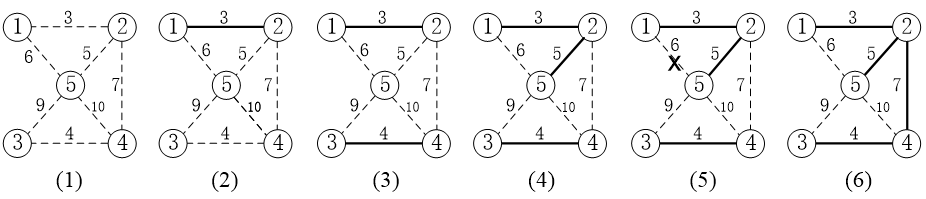 1 3 2 1 3 2 1 3 2 1 3 2 1 3 2 1 3 2
6 5 6 5 6 5 6 5 6 5 6 5
5 7 5 7 5 7 5 7 X 5 7 5 7
9 10 9 10 9 10 9 10 9 10 9 10
3 4 4 3 4 4 3 4 4 3 4 4 3 4 4 3 4 4
(1) (2) (3) (4) (5) (6)